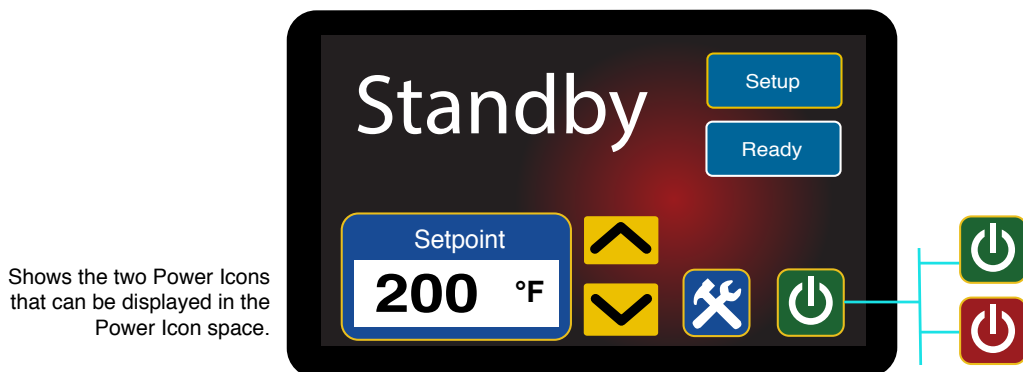 Standby
Setup
Ready
Setpoint
200 °F
Shows the two Power Icons
that can be displayed in the
Power Icon space.